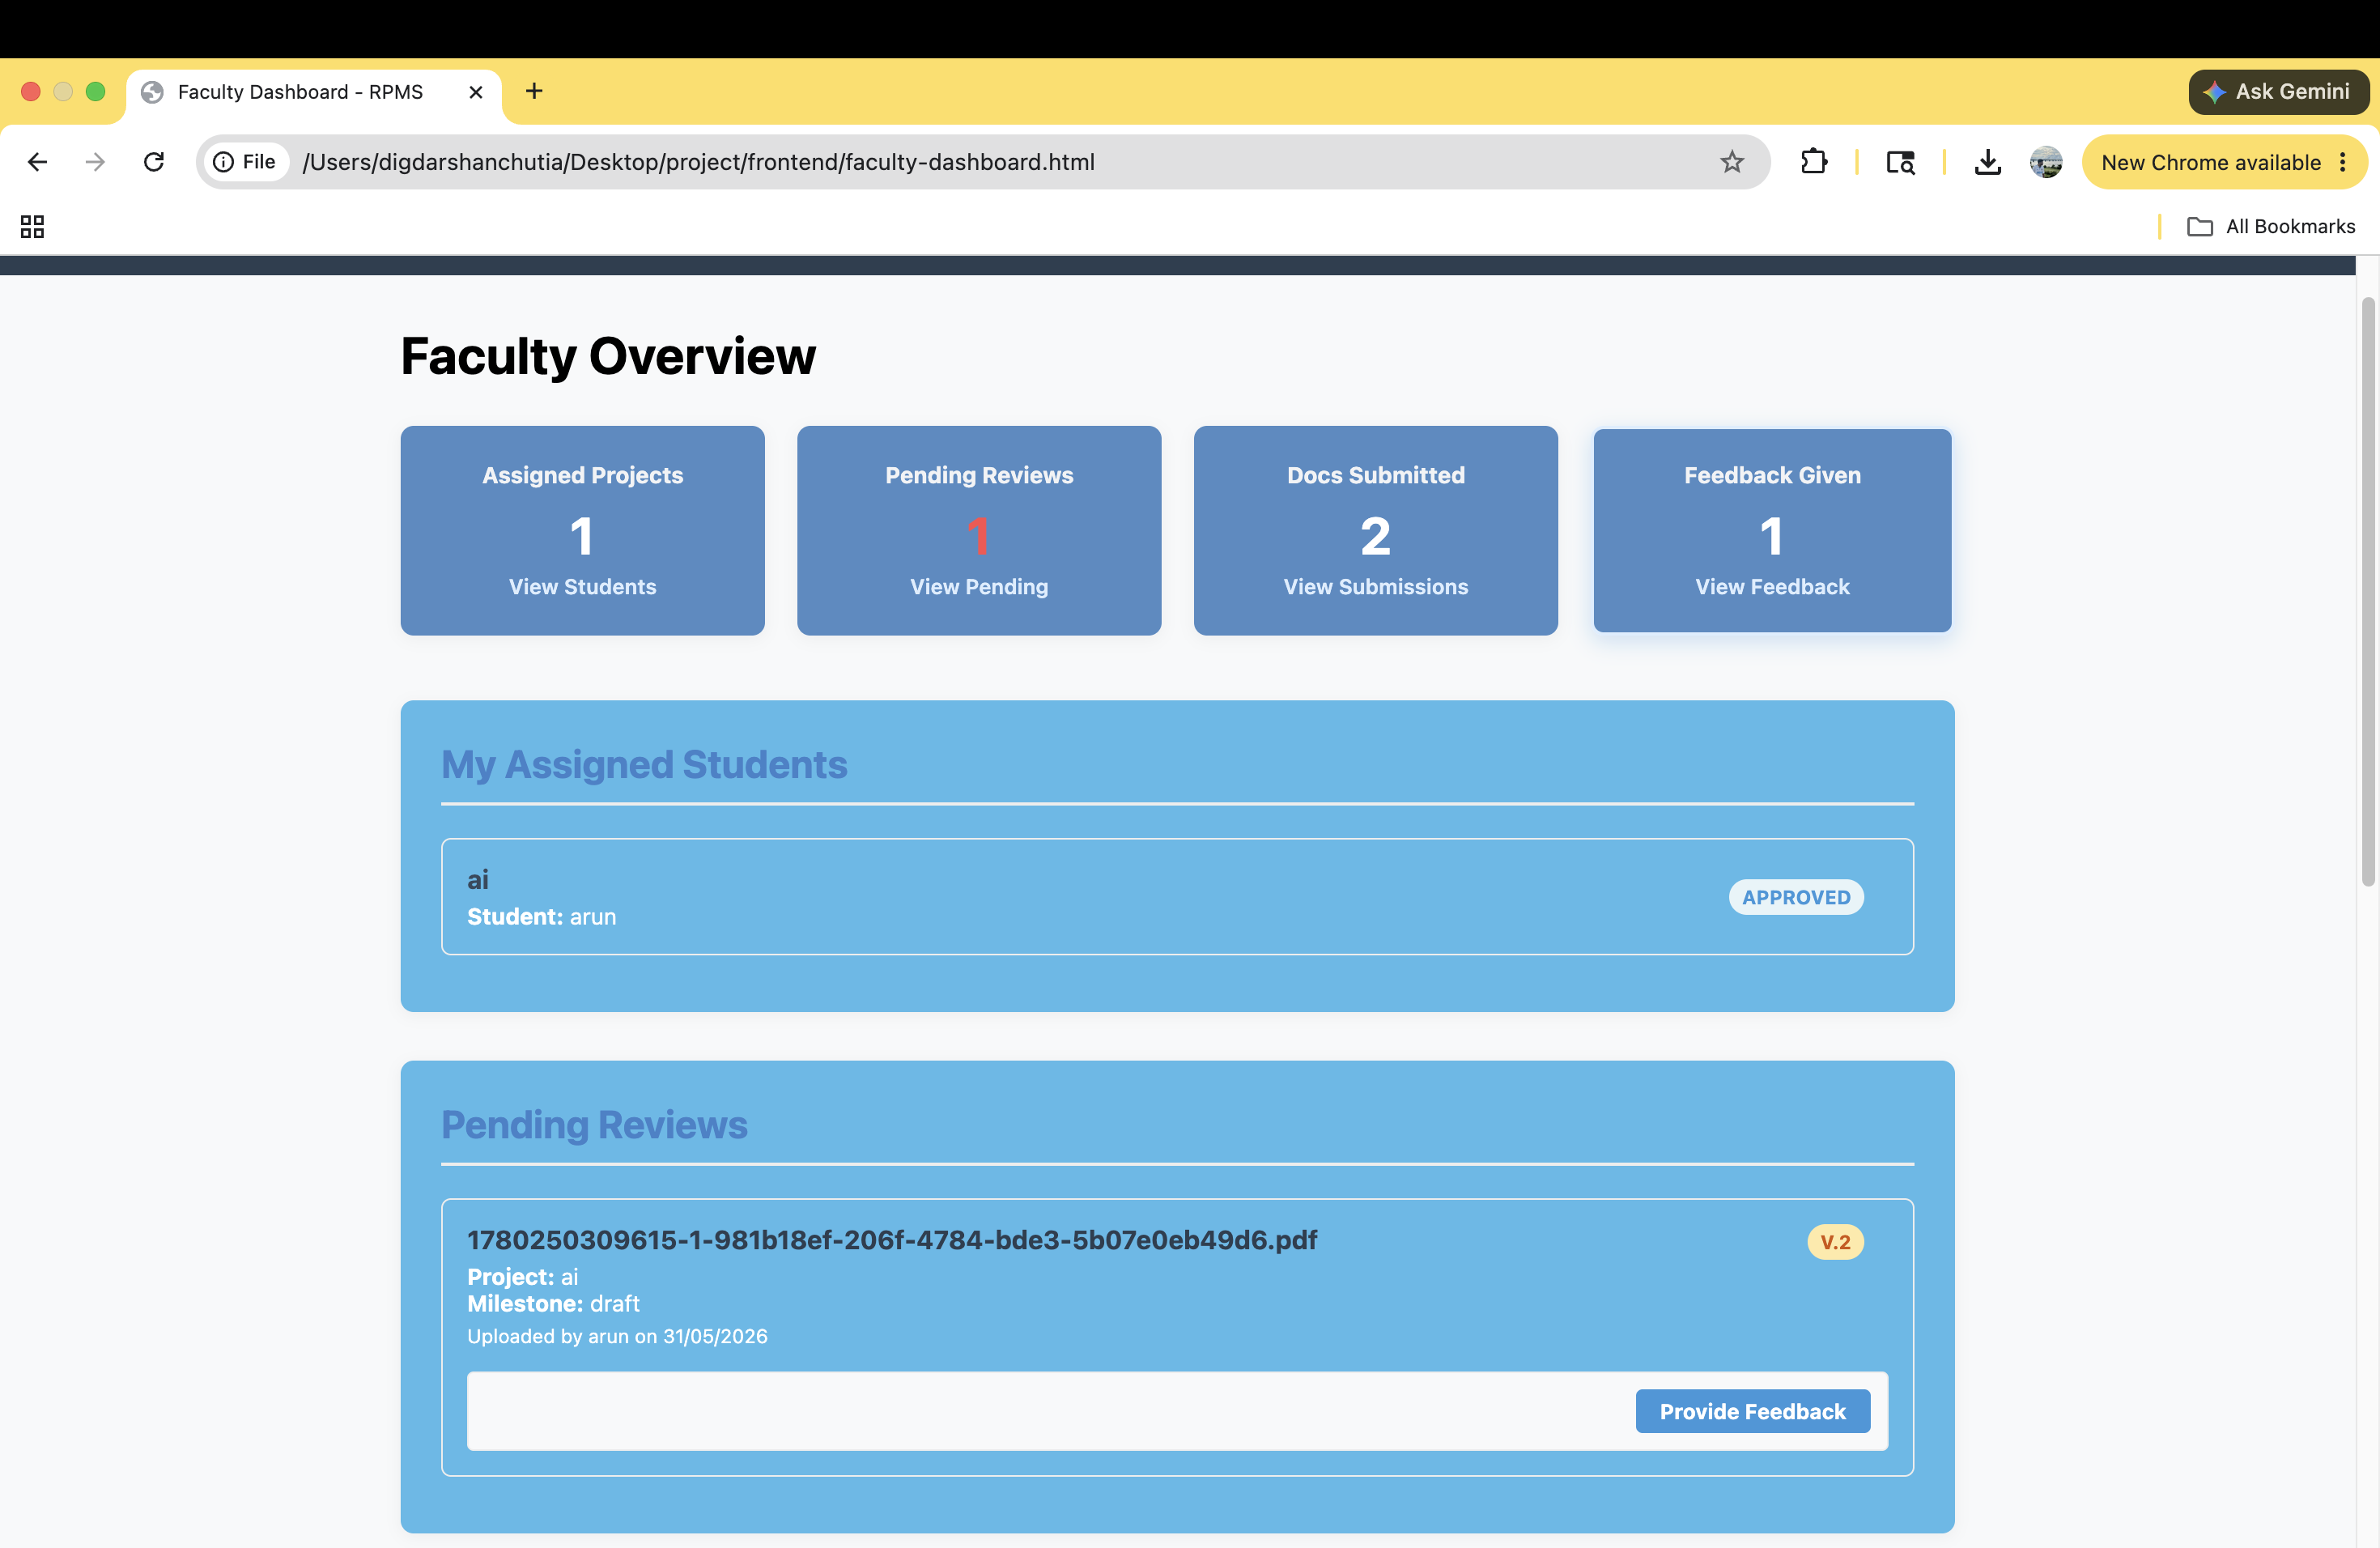 Faculty Dashboard - RPMS
Ask Gemini
File /Users/digdarshanchutia/Desktop/project/frontend/faculty-dashboard.html
New Chrome available
All Bookmarks
Faculty Overview
Assigned Projects
1
View Students
Pending Reviews
1
View Pending
Docs Submitted
2
View Submissions
Feedback Given
1
View Feedback
My Assigned Students
ai
Student: arun
APPROVED
Pending Reviews
1780250309615-1-981b18ef-206f-4784-bde3-5b07e0eb49d6.pdf
V.2
Project: ai
Milestone: draft
Uploaded by arun on 31/05/2026
Provide Feedback